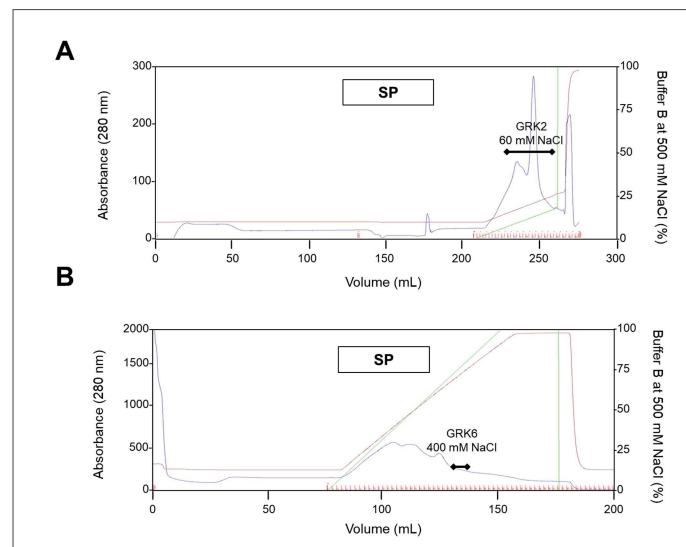 A
Absorbance (280 nm)
300
200
100
0
SP
GRK2
60 mM NaCl
100
75
50
25
0
Buffer B at 500 mM NaCl (%)
0
50
100
150
200
250
300
Volume (mL)
B
Absorbance (280 nm)
2000
1500
1000
500
0
SP
GRK6
400 mM NaCl
100
75
50
25
0
Buffer B at 500 mM NaCl (%)
0
50
100
150
200
Volume (mL)